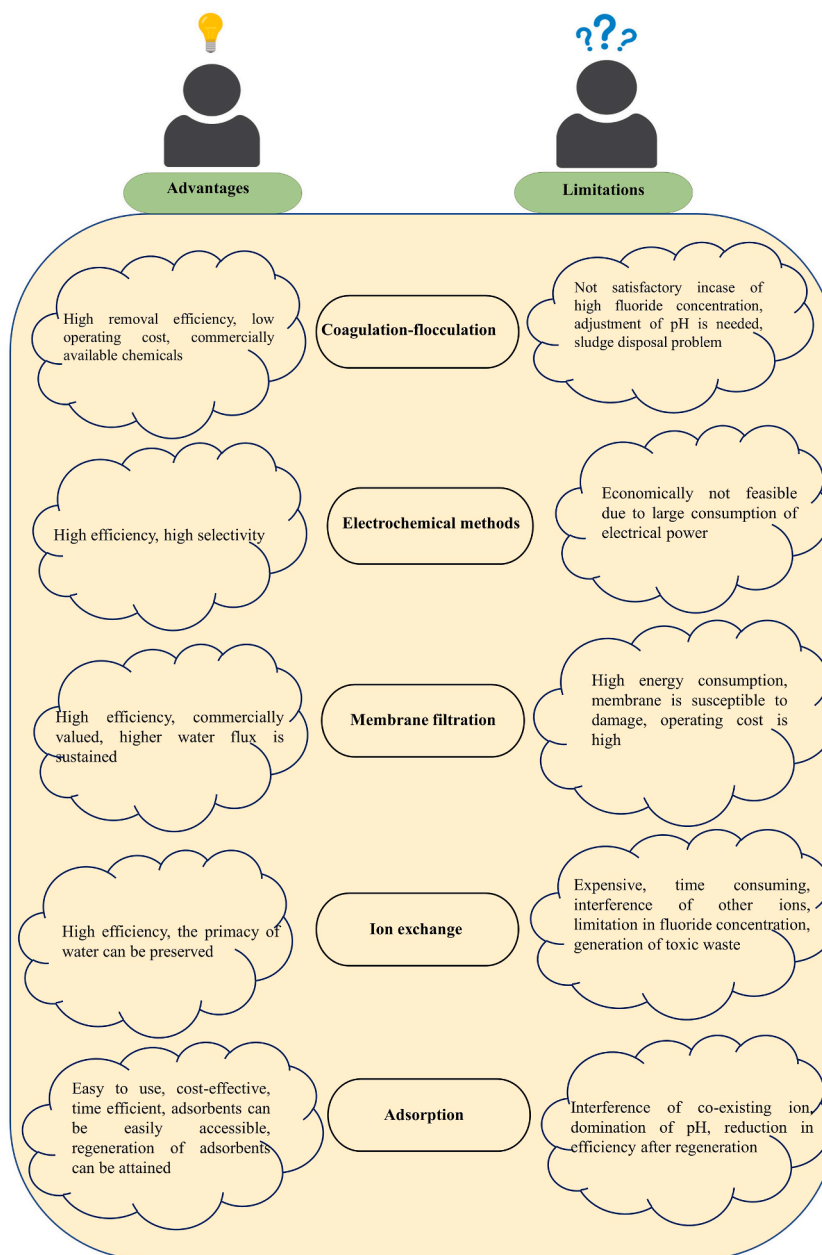 ???
Advantages
Limitations
High removal efficiency, low
operating cost, commercially
available chemicals
Coagulation-flocculation
Not satisfactory incase of
high fluoride concentration,
adjustment of pH is needed,
sludge disposal problem
High efficiency, high selectivity
Electrochemical methods
Economically not feasible
due to large consumption of
electrical power
High efficiency, commercially
valued, higher water flux is
sustained
Membrane filtration
High energy consumption,
membrane is susceptible to
damage, operating cost is
high
High efficiency, the primacy of
water can be preserved
Ion exchange
Expensive, time consuming,
interference of other ions,
limitation in fluoride concentration,
generation of toxic waste
Easy to use, cost-effective,
time efficient, adsorbents can
be easily accessible,
regeneration of adsorbents
can be attained
Adsorption
Interference of co-existing ion,
domination of pH, reduction in
efficiency after regeneration